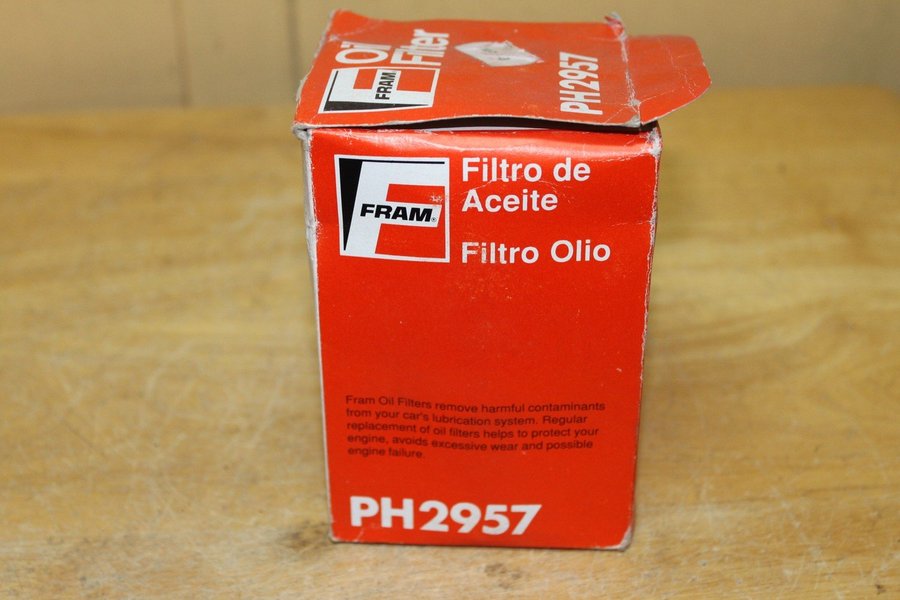 Oil
Filter
FRAM
PH2957
FRAM®
Filtro de
Aceite
Filtro Olio
Fram Oil Filters remove harmful contaminants
from your car's lubrication system. Regular
replacement of oil filters helps to protect your
engine, avoids excessive wear and possible
engine failure.
PH2957